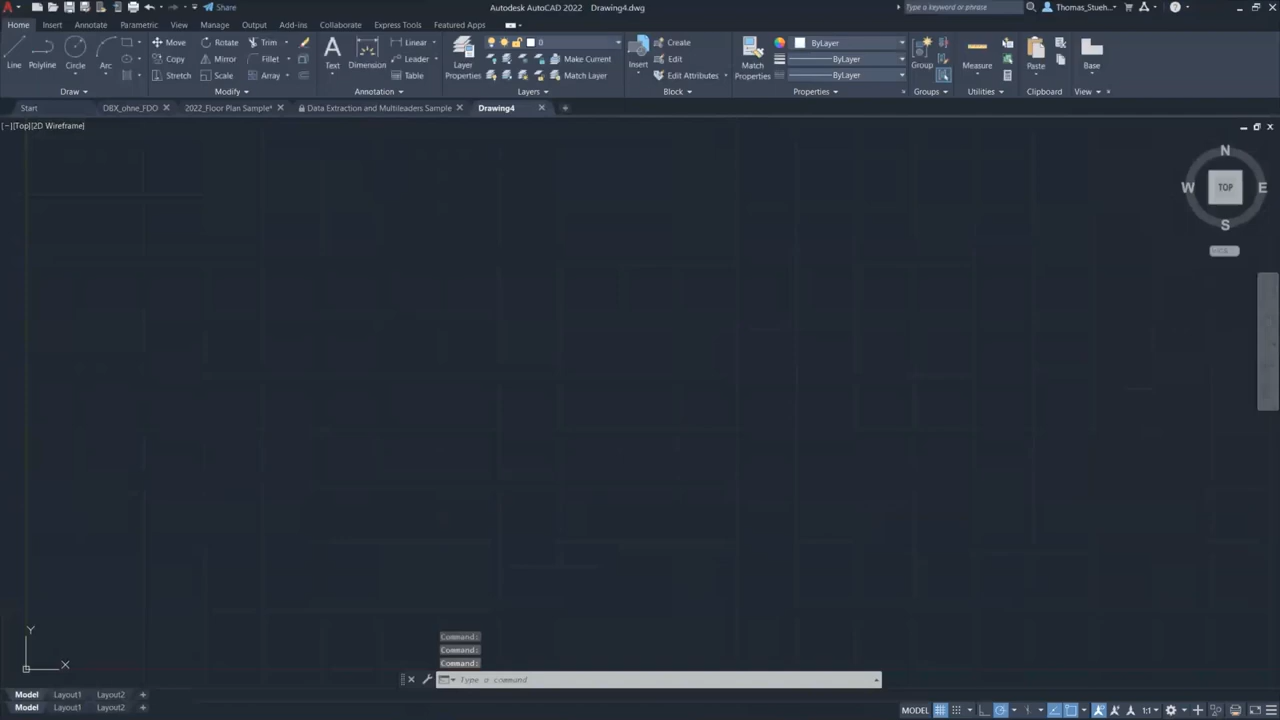 Share
Autodesk AutoCAD 2022 Drawing4.dwg
Type a keyword or phrase
Thomas_Stueh...
Home Insert Annotate Parametric View Manage Output Add-ins Collaborate Express Tools Featured Apps
Move Rotate Trim
Copy Mirror Fillet
Stretch Scale Array
Line Polyline Circle Arc
Text Dimension
Linear
Leader
Table
Layer Properties
0
Make Current
Match Layer
Insert
Create
Edit
Edit Attributes
Match Properties
ByLayer
ByLayer
ByLayer
Group
Measure
Paste
Base
Draw Modify Annotation Layers Block Properties Groups Utilities Clipboard View
Start DBX_ohne_FDO 2022_Floor Plan Sample* Data Extraction and Multileaders Sample Drawing4
[−][Top][2D Wireframe]
N
W TOP E
S
Y
X
Command:
Command:
Command:
Type a command
Model Layout1 Layout2
Model Layout1 Layout2
MODEL 1:1